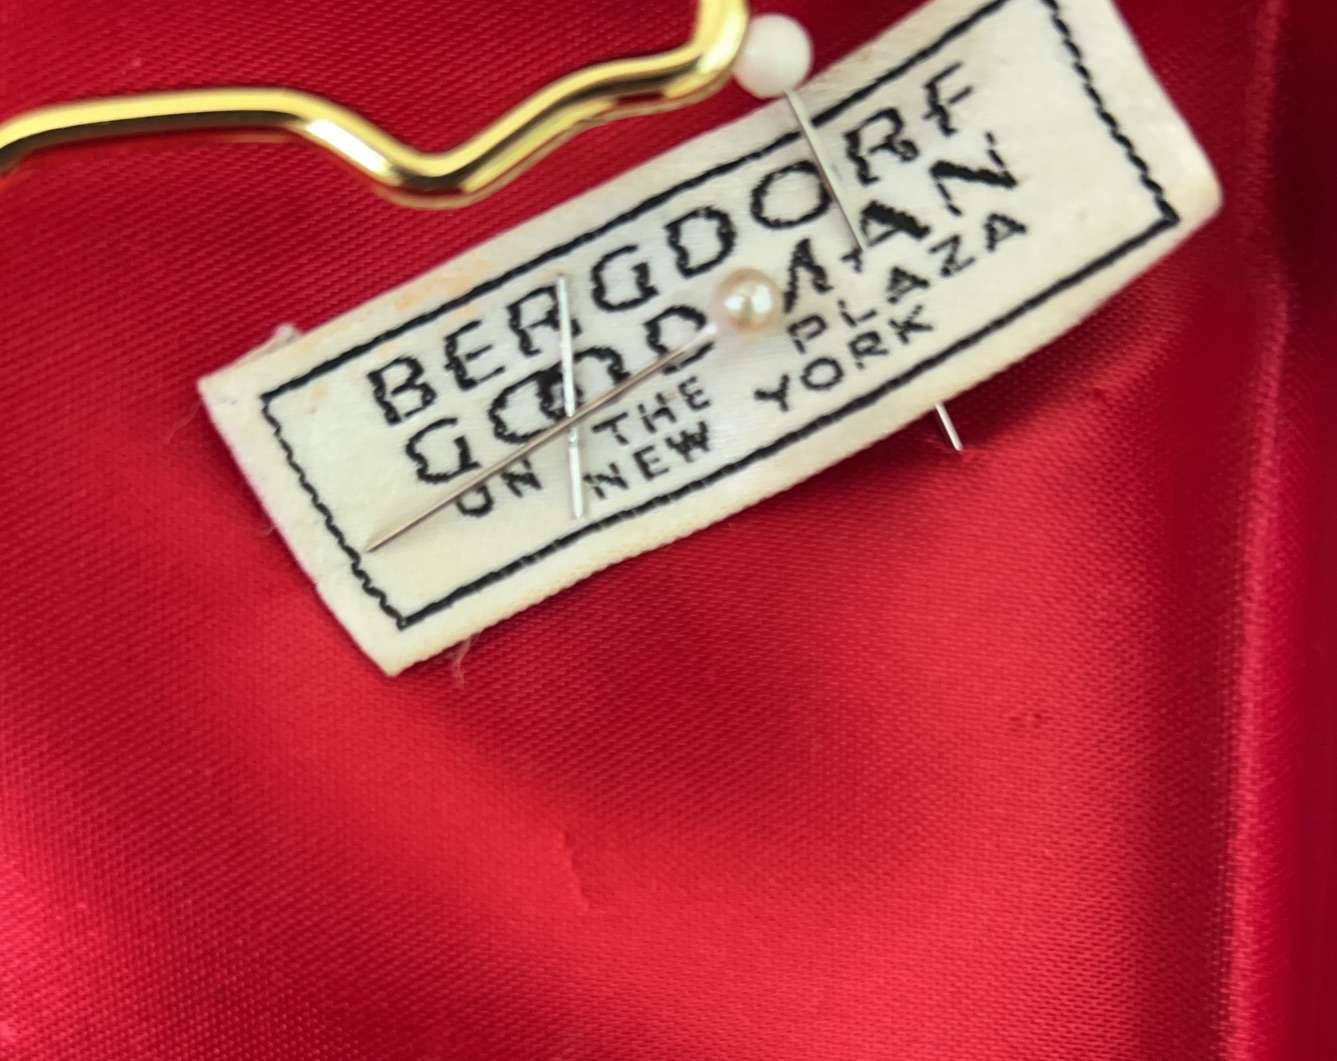 BERGDORF
GOODMAN
ON THE PLAZA
NEW YORK